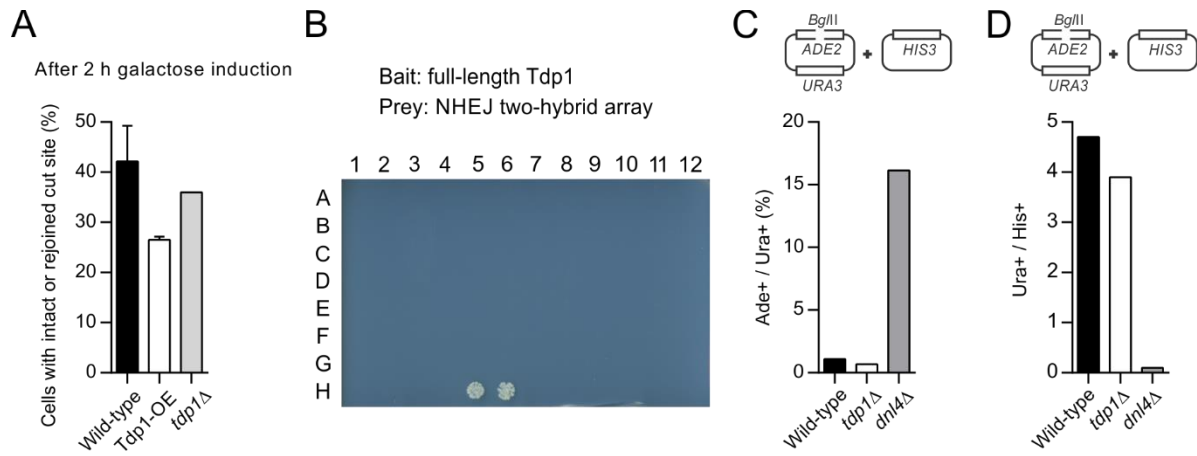 A
After 2 h galactose induction
Cells with intact or rejoined cut site (%)
50
40
30
20
10
0
Wild-type
Tdp1-OE
tdp1Δ
B
Bait: full-length Tdp1
Prey: NHEJ two-hybrid array
1 2 3 4 5 6 7 8 9 10 11 12
A
B
C
D
E
F
G
H
C
BglII
ADE2 + HIS3
URA3
Ade+ / Ura+ (%)
20
15
10
5
0
Wild-type
tdp1Δ
dnl4Δ
D
BglII
ADE2 + HIS3
URA3
Ura+ / His+
5
4
3
2
1
0
Wild-type
tdp1Δ
dnl4Δ